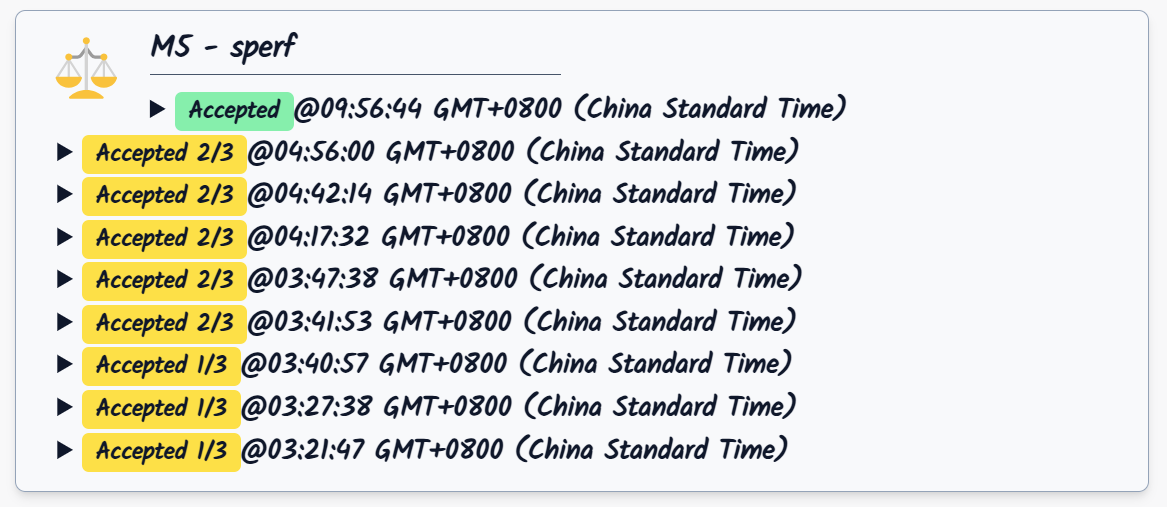 M5 - sperf
Accepted @09:56:44 GMT+0800 (China Standard Time)
Accepted 2/3 @04:56:00 GMT+0800 (China Standard Time)
Accepted 2/3 @04:42:14 GMT+0800 (China Standard Time)
Accepted 2/3 @04:17:32 GMT+0800 (China Standard Time)
Accepted 2/3 @03:47:38 GMT+0800 (China Standard Time)
Accepted 2/3 @03:41:53 GMT+0800 (China Standard Time)
Accepted 1/3 @03:40:57 GMT+0800 (China Standard Time)
Accepted 1/3 @03:27:38 GMT+0800 (China Standard Time)
Accepted 1/3 @03:21:47 GMT+0800 (China Standard Time)